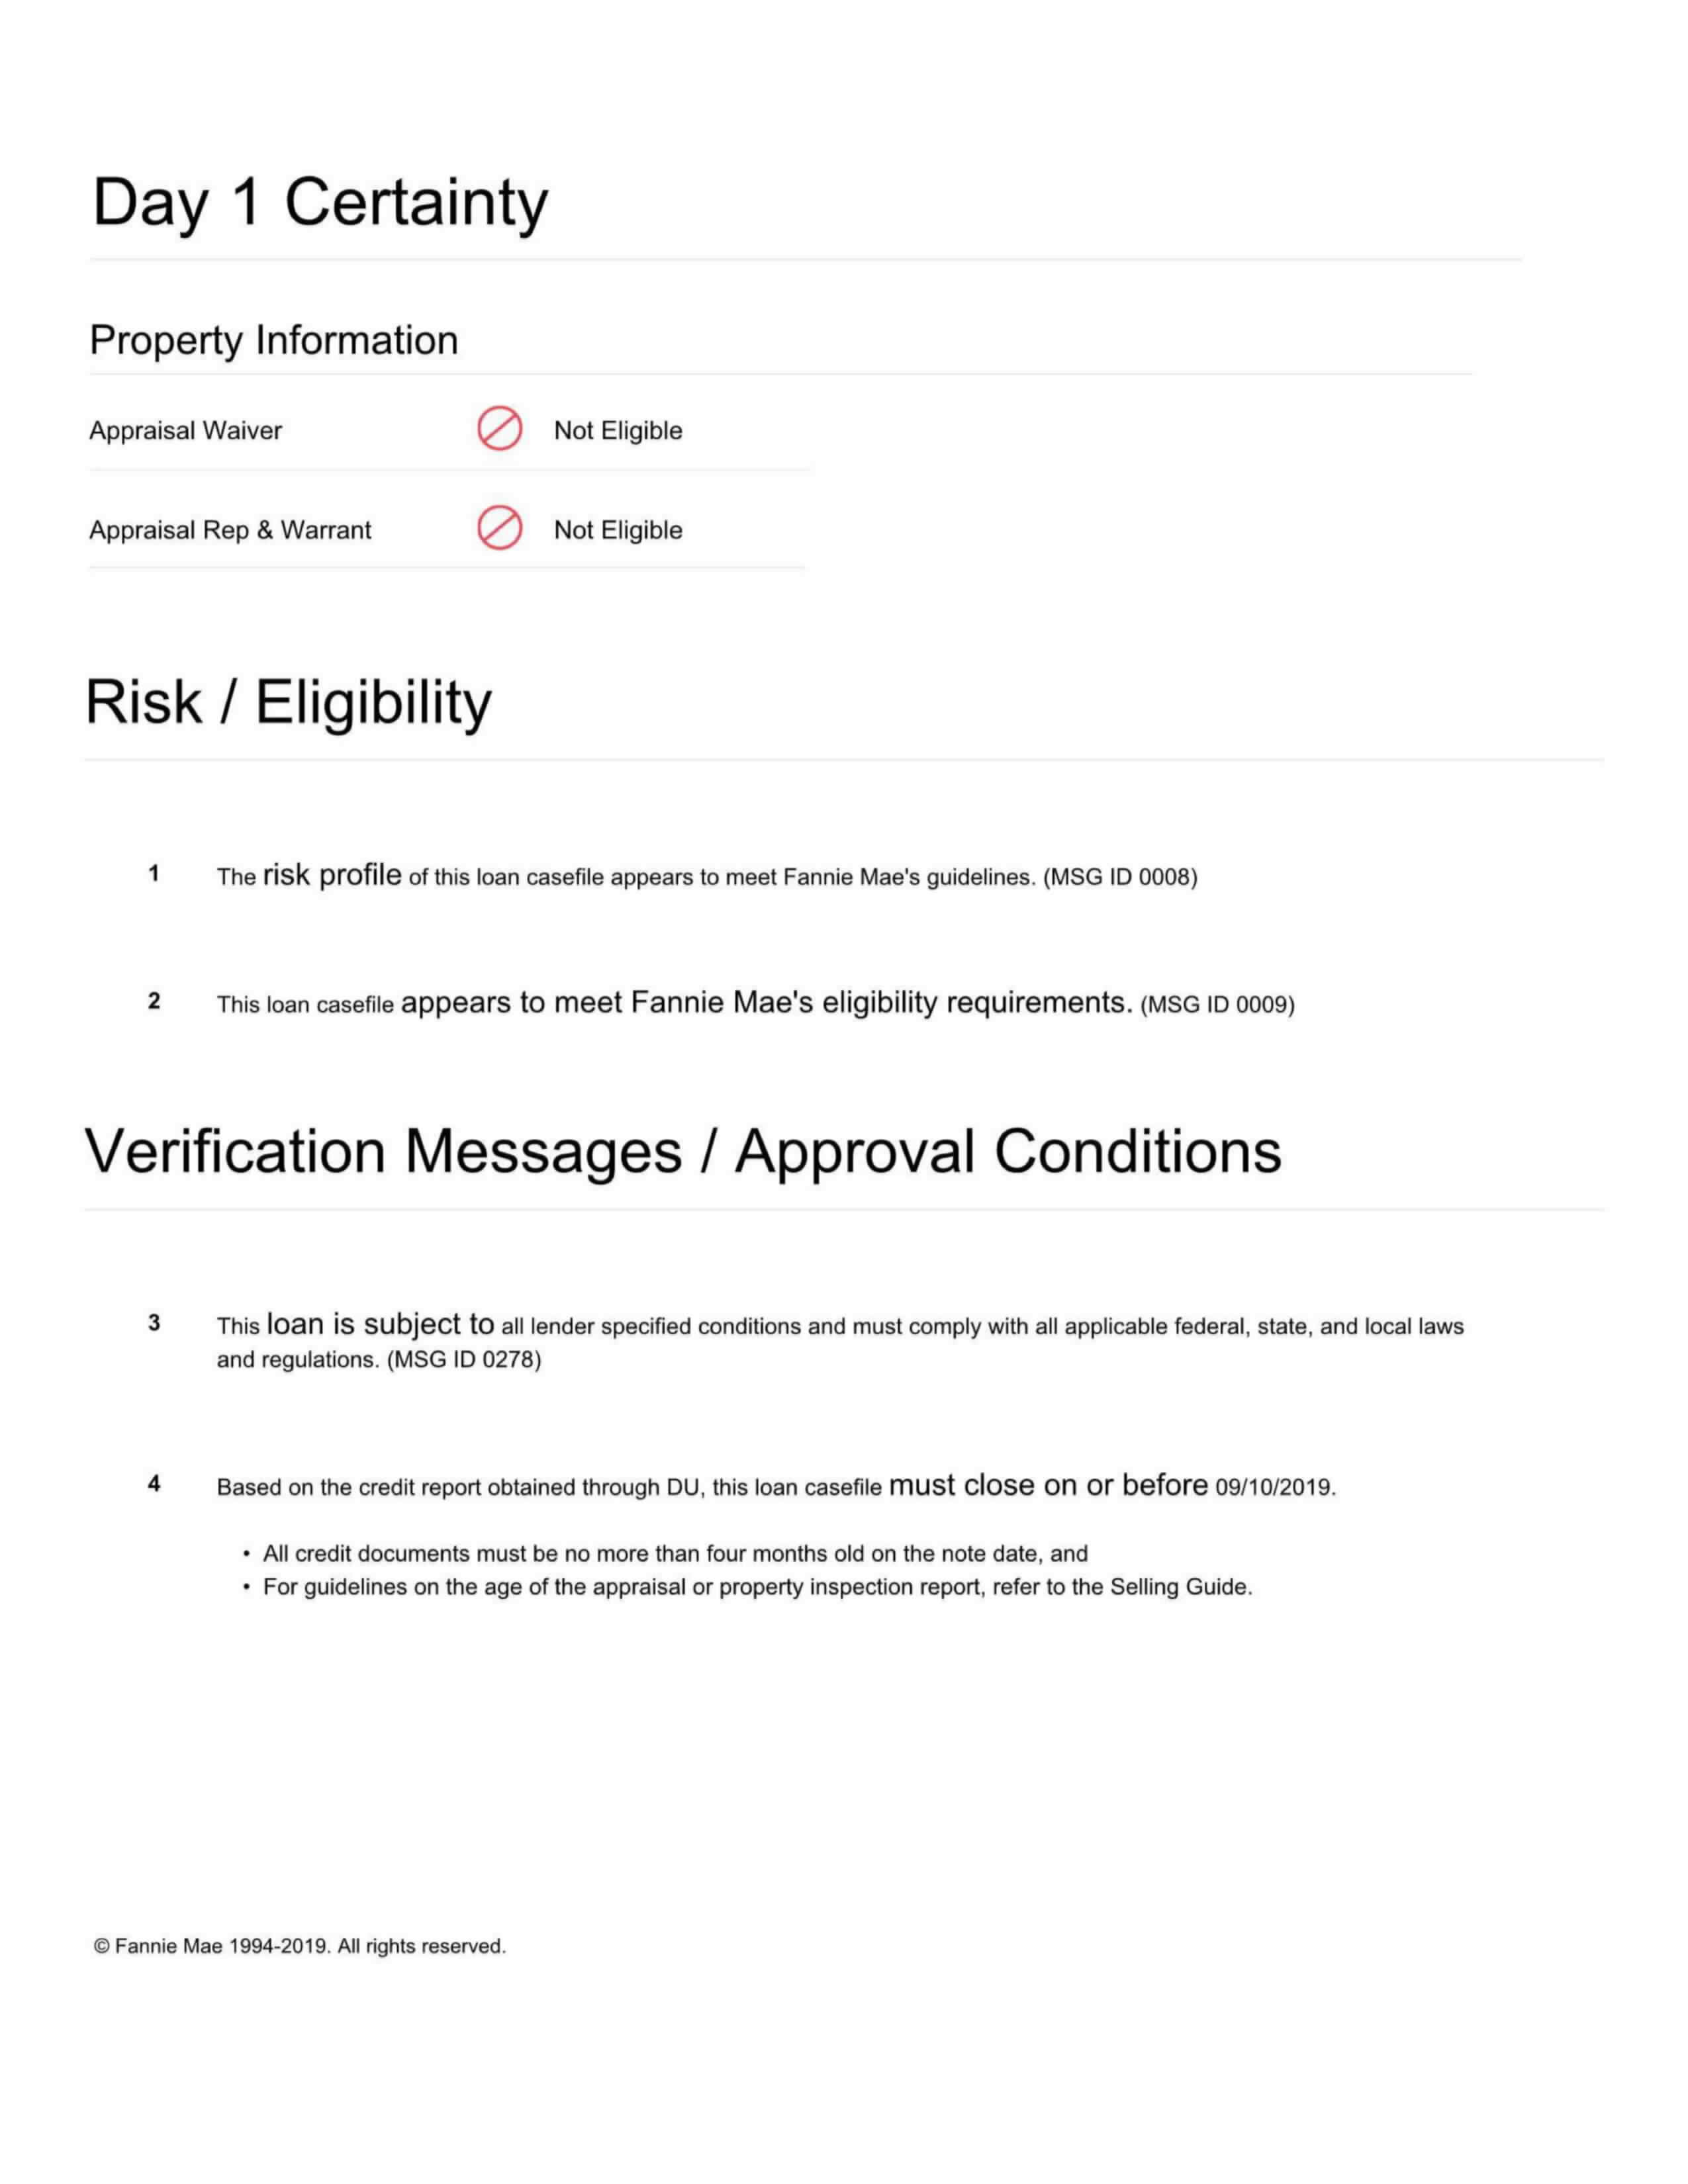 Day 1 Certainty
Property Information
Appraisal Waiver Not Eligible
Appraisal Rep & Warrant Not Eligible
Risk / Eligibility
1 The risk profile of this loan casefile appears to meet Fannie Mae's guidelines. (MSG ID 0008)
2 This loan casefile appears to meet Fannie Mae's eligibility requirements. (MSG ID 0009)
Verification Messages / Approval Conditions
3 This loan is subject to all lender specified conditions and must comply with all applicable federal, state, and local laws
and regulations. (MSG ID 0278)
4 Based on the credit report obtained through DU, this loan casefile must close on or before 09/10/2019.
• All credit documents must be no more than four months old on the note date, and
• For guidelines on the age of the appraisal or property inspection report, refer to the Selling Guide.
© Fannie Mae 1994-2019. All rights reserved.